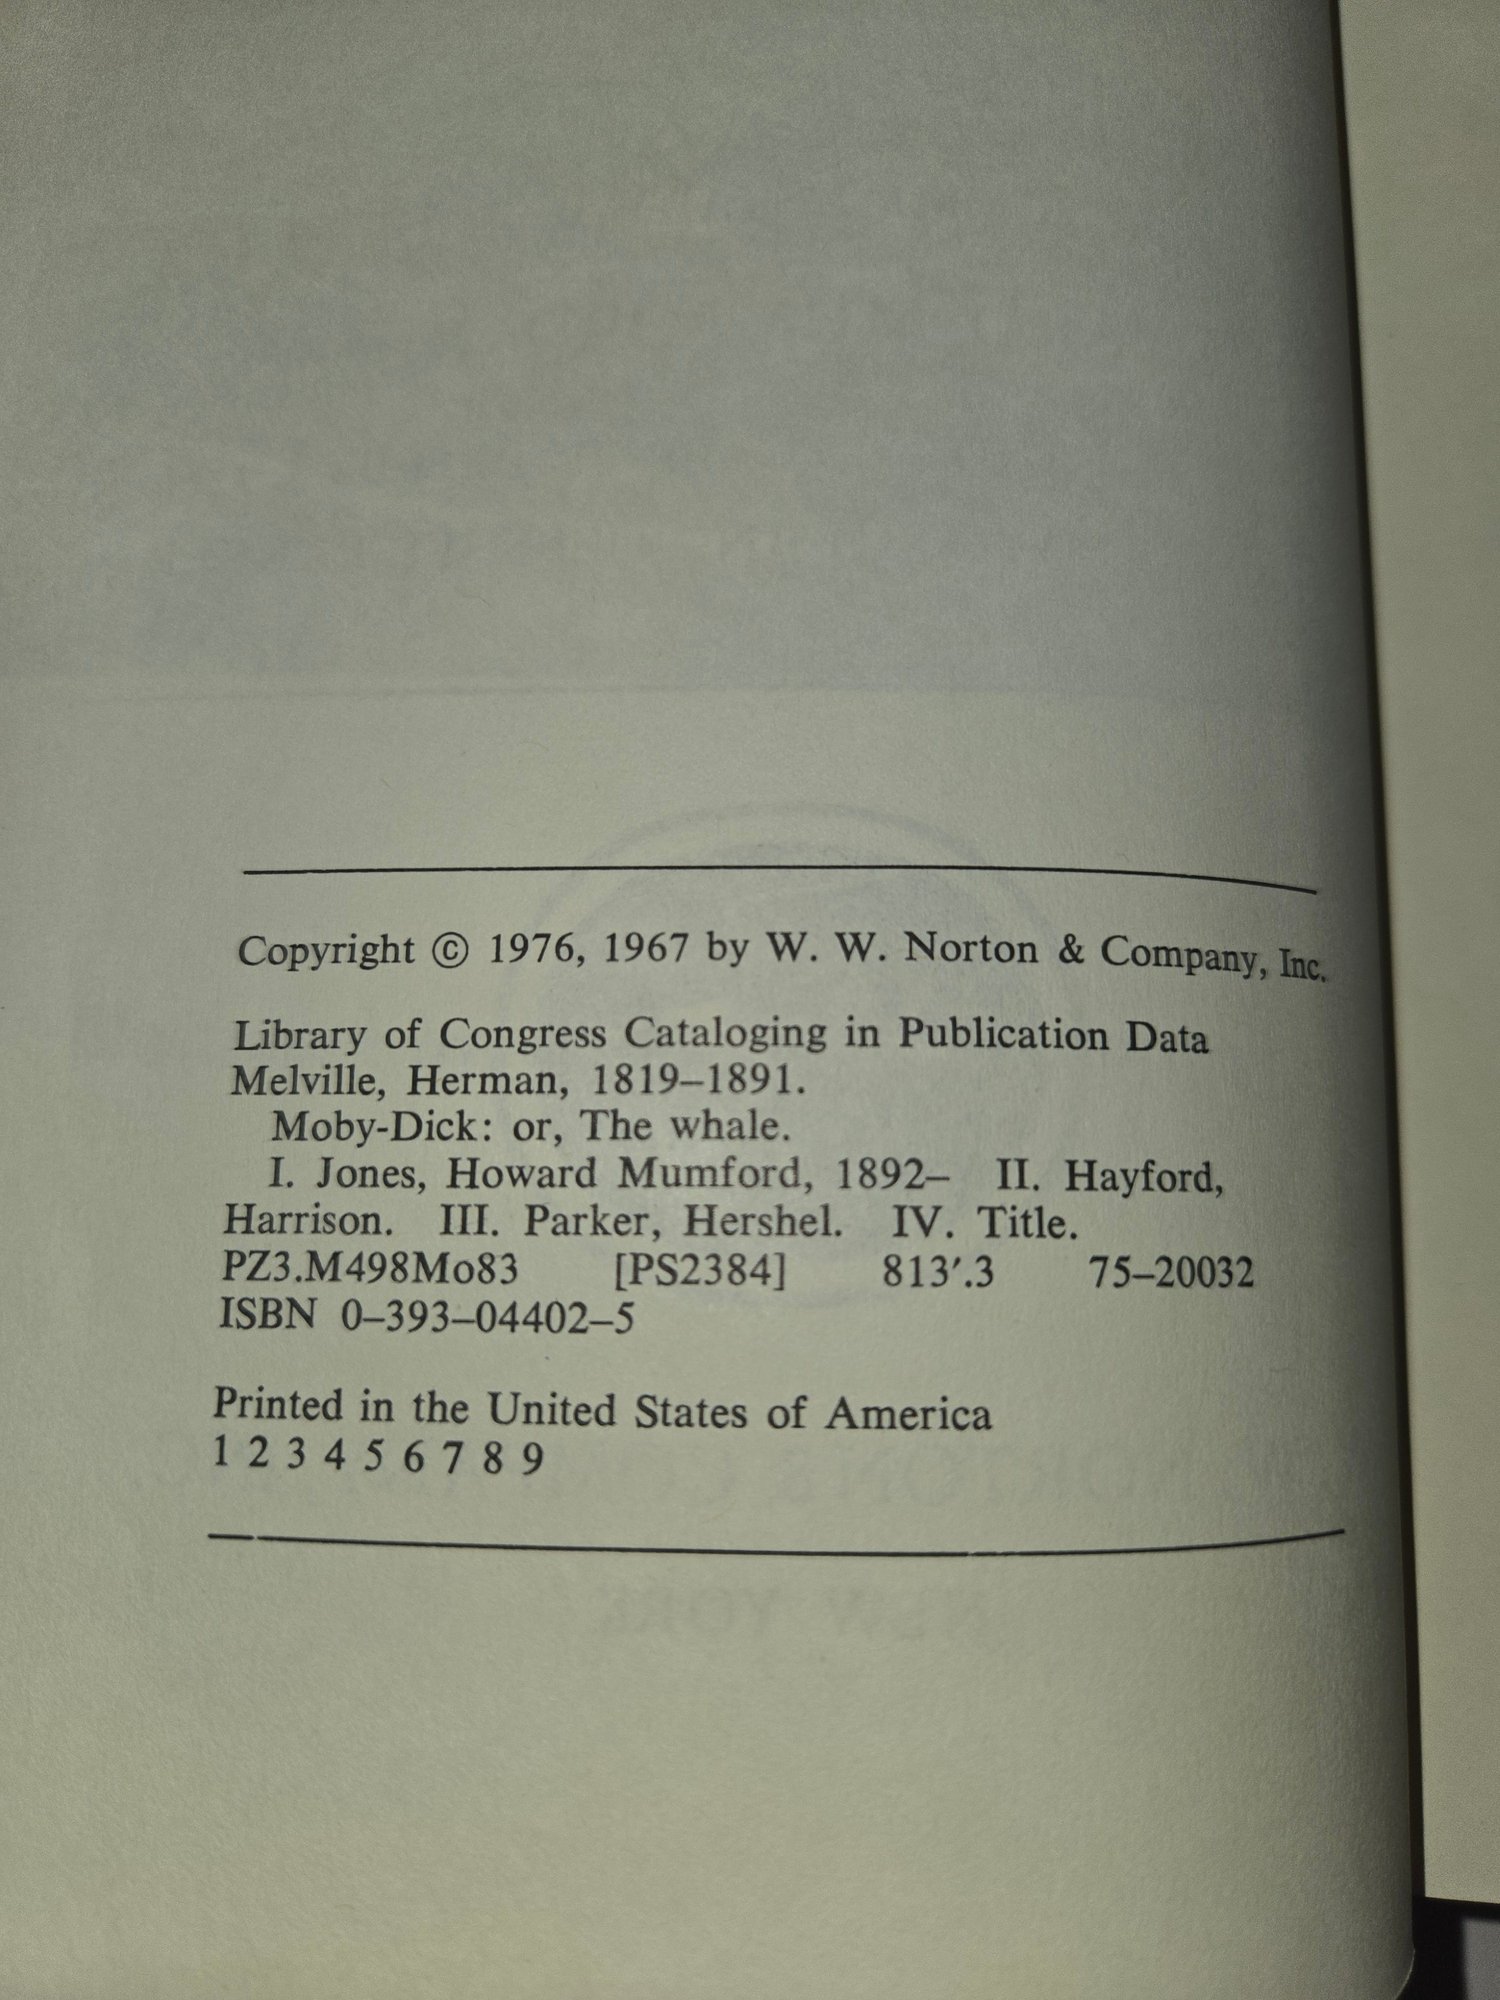 Copyright © 1976, 1967 by W. W. Norton & Company, Inc.
Library of Congress Cataloging in Publication Data
Melville, Herman, 1819–1891.
Moby-Dick: or, The whale.
I. Jones, Howard Mumford, 1892– II. Hayford,
Harrison. III. Parker, Hershel. IV. Title.
PZ3.M498Mo83 [PS2384] 813′.3 75–20032
ISBN 0–393–04402–5
Printed in the United States of America
1 2 3 4 5 6 7 8 9